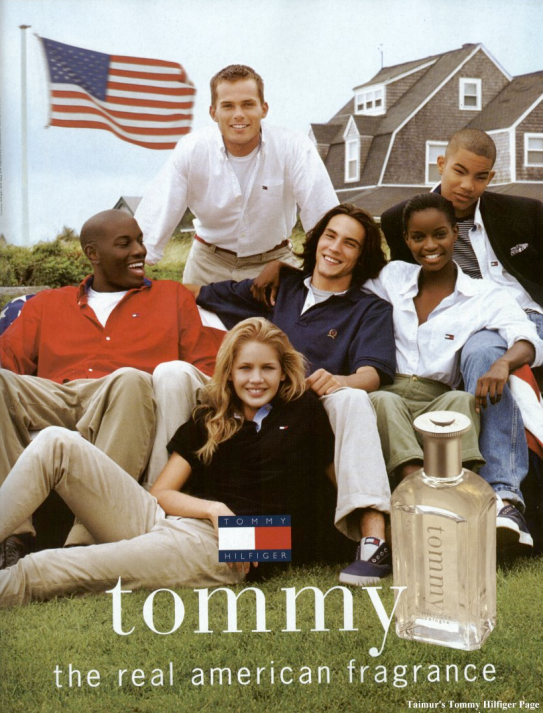 TOMMY
HILFIGER
tommy
tommy
the real american fragrance
Taimur's Tommy Hilfiger Page